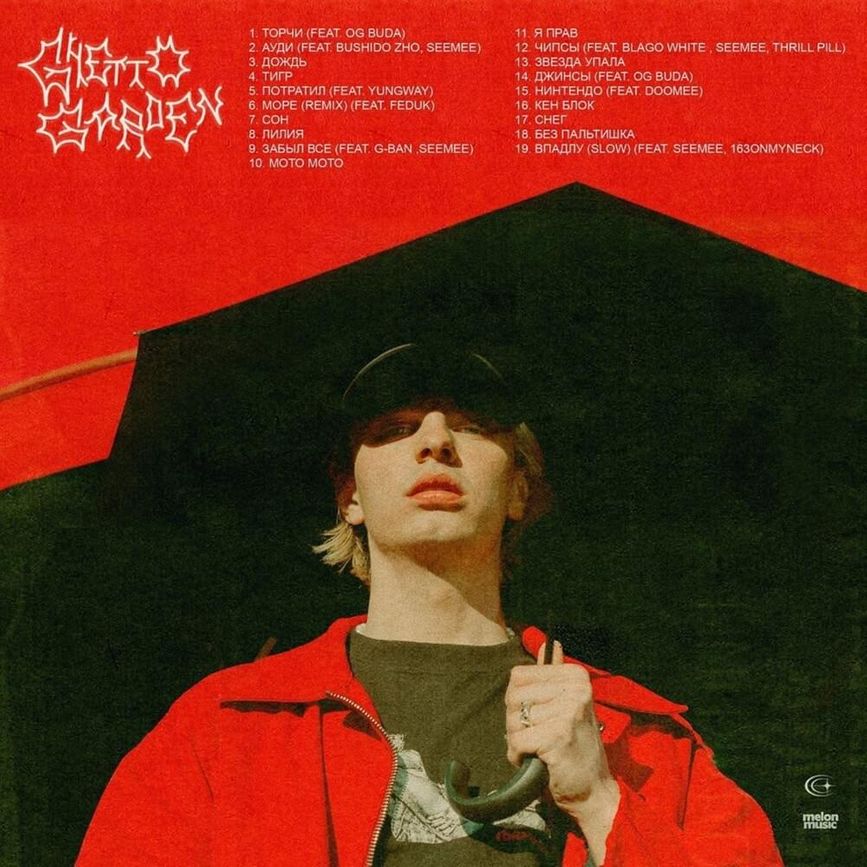 GHETTO
GARDEN
1. ТОРЧИ (FEAT. OG BUDA)
2. АУДИ (FEAT. BUSHIDO ZHO, SEEMEE)
3. ДОЖДЬ
4. ТИГР
5. ПОТРАТИЛ (FEAT. YUNGWAY)
6. МОРЕ (REMIX) (FEAT. FEDUK)
7. СОН
8. ЛИЛИЯ
9. ЗАБЫЛ ВСЕ (FEAT. G-BAN ,SEEMEE)
10. МОТО МОТО
11. Я ПРАВ
12. ЧИПСЫ (FEAT. BLAGO WHITE , SEEMEE, THRILL PILL)
13. ЗВЕЗДА УПАЛА
14. ДЖИНСЫ (FEAT. OG BUDA)
15. НИНТЕНДО (FEAT. DOOMEE)
16. КЕН БЛОК
17. СНЕГ
18. БЕЗ ПАЛЬТИШКА
19. ВПАДЛУ (SLOW) (FEAT. SEEMEE, 163ONMYNECK)
melon
music